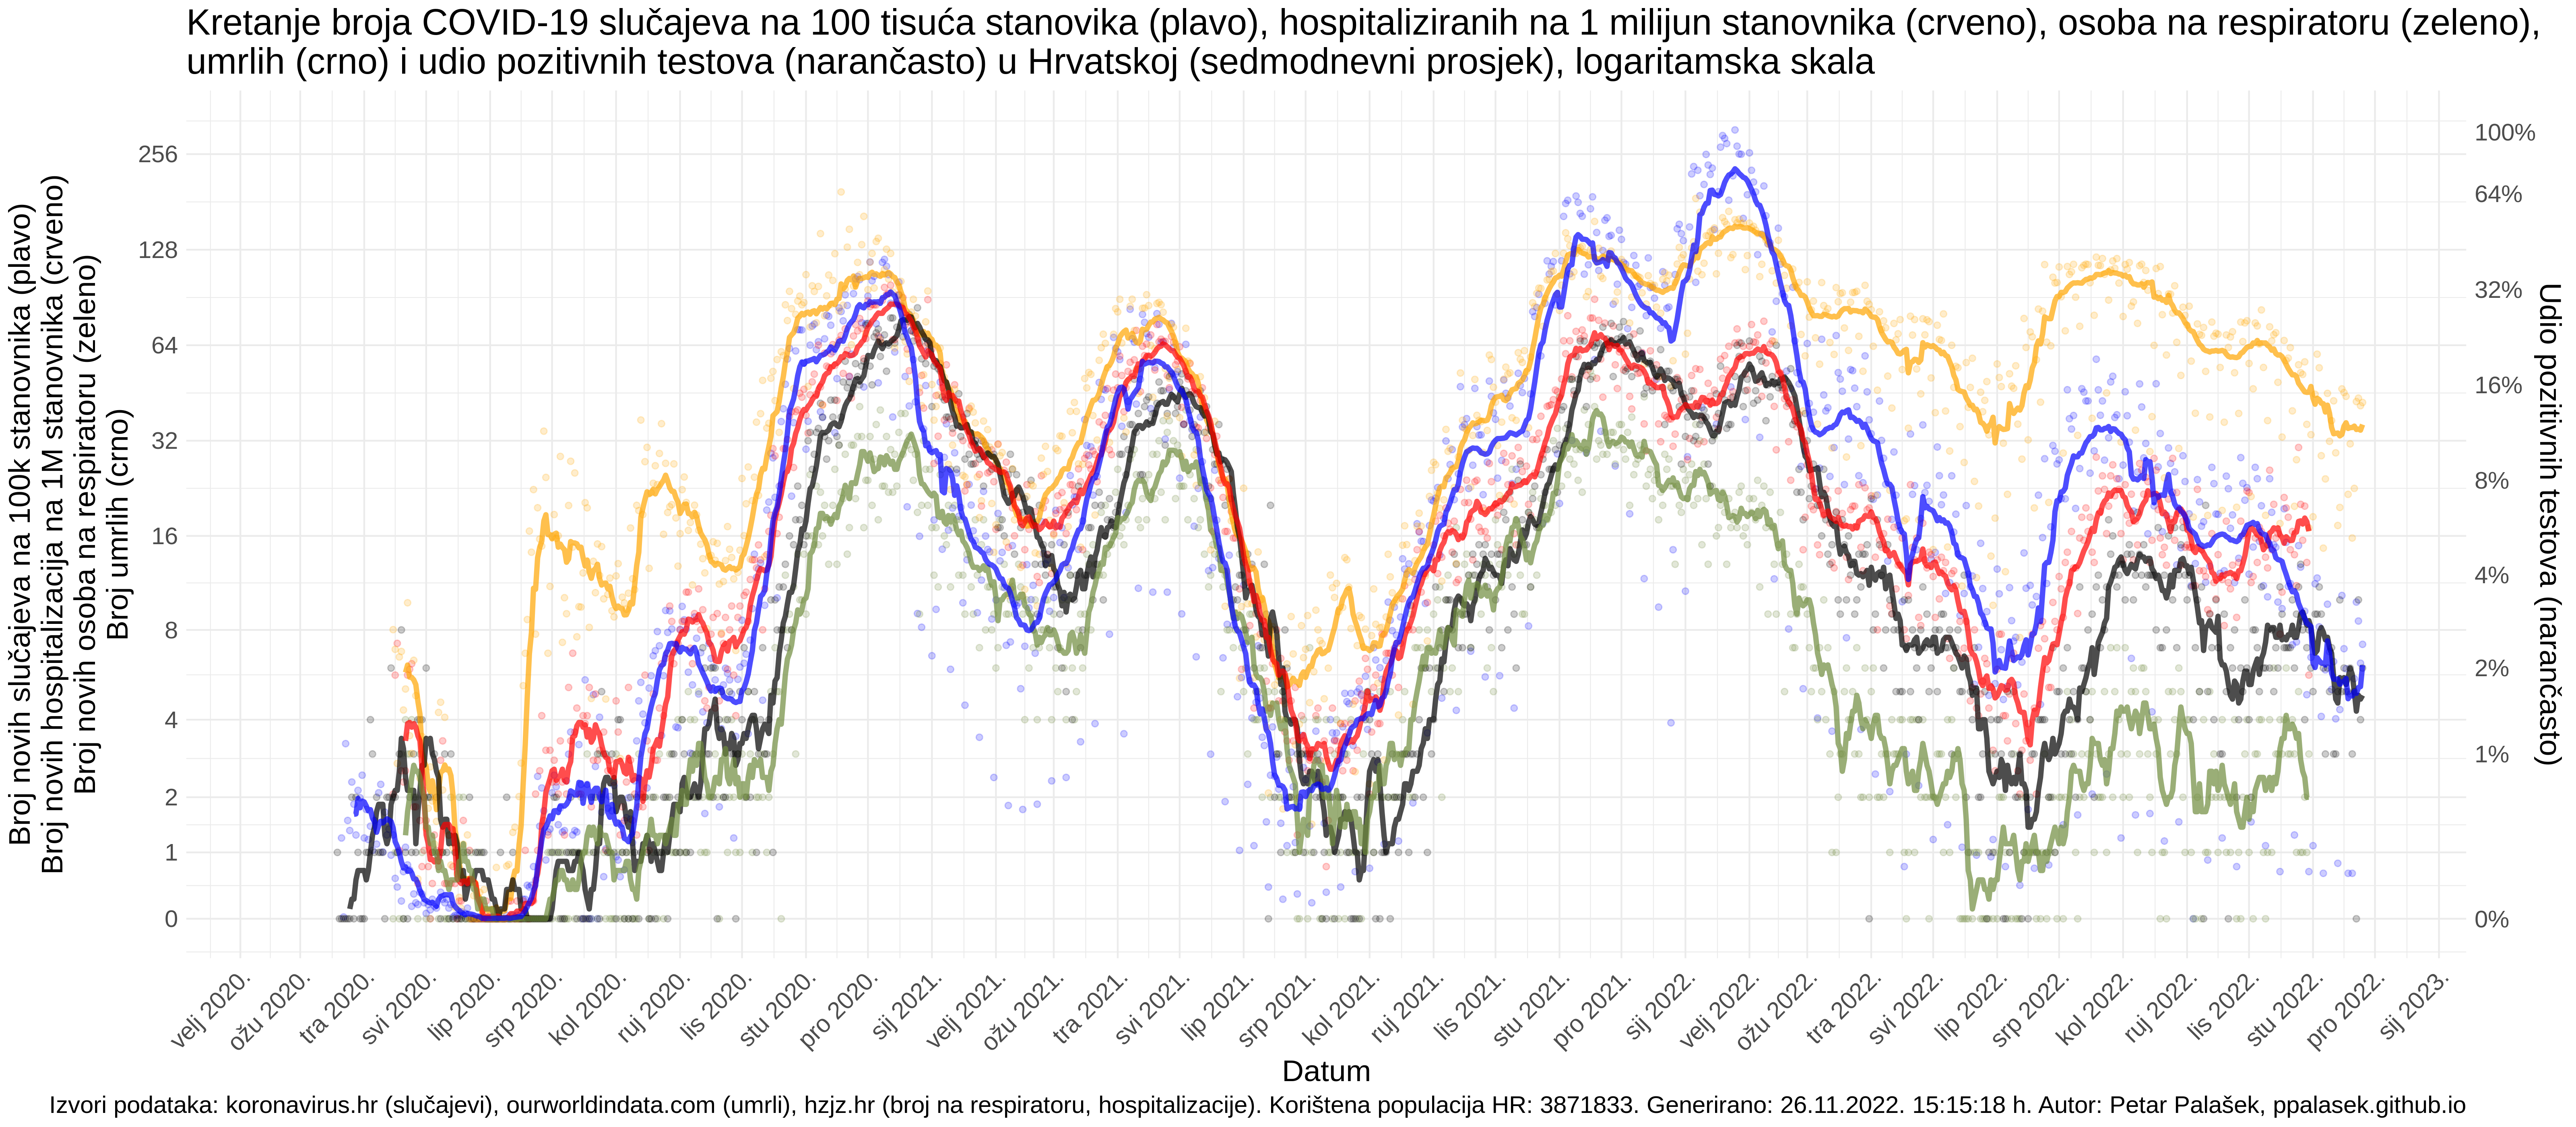 Kretanje broja COVID-19 slučajeva na 100 tisuća stanovika (plavo), hospitaliziranih na 1 milijun stanovnika (crveno), osoba na respiratoru (zeleno),
umrlih (crno) i udio pozitivnih testova (narančasto) u Hrvatskoj (sedmodnevni prosjek), logaritamska skala
Broj novih slučajeva na 100k stanovnika (plavo)
Broj novih hospitalizacija na 1M stanovnika (crveno)
Broj novih osoba na respiratoru (zeleno)
Broj umrlih (crno)
256
128
64
32
16
8
4
2
1
0
100%
64%
32%
16%
8%
4%
2%
1%
0%
Udio pozitivnih testova (narančasto)
velj 2020.
ožu 2020.
tra 2020.
svi 2020.
lip 2020.
srp 2020.
kol 2020.
ruj 2020.
lis 2020.
stu 2020.
pro 2020.
sij 2021.
velj 2021.
ožu 2021.
tra 2021.
svi 2021.
lip 2021.
srp 2021.
kol 2021.
ruj 2021.
lis 2021.
stu 2021.
pro 2021.
sij 2022.
velj 2022.
ožu 2022.
tra 2022.
svi 2022.
lip 2022.
srp 2022.
kol 2022.
ruj 2022.
lis 2022.
stu 2022.
pro 2022.
sij 2023.
Datum
Izvori podataka: koronavirus.hr (slučajevi), ourworldindata.com (umrli), hzjz.hr (broj na respiratoru, hospitalizacije). Korištena populacija HR: 3871833. Generirano: 26.11.2022. 15:15:18 h. Autor: Petar Palašek, ppalasek.github.io